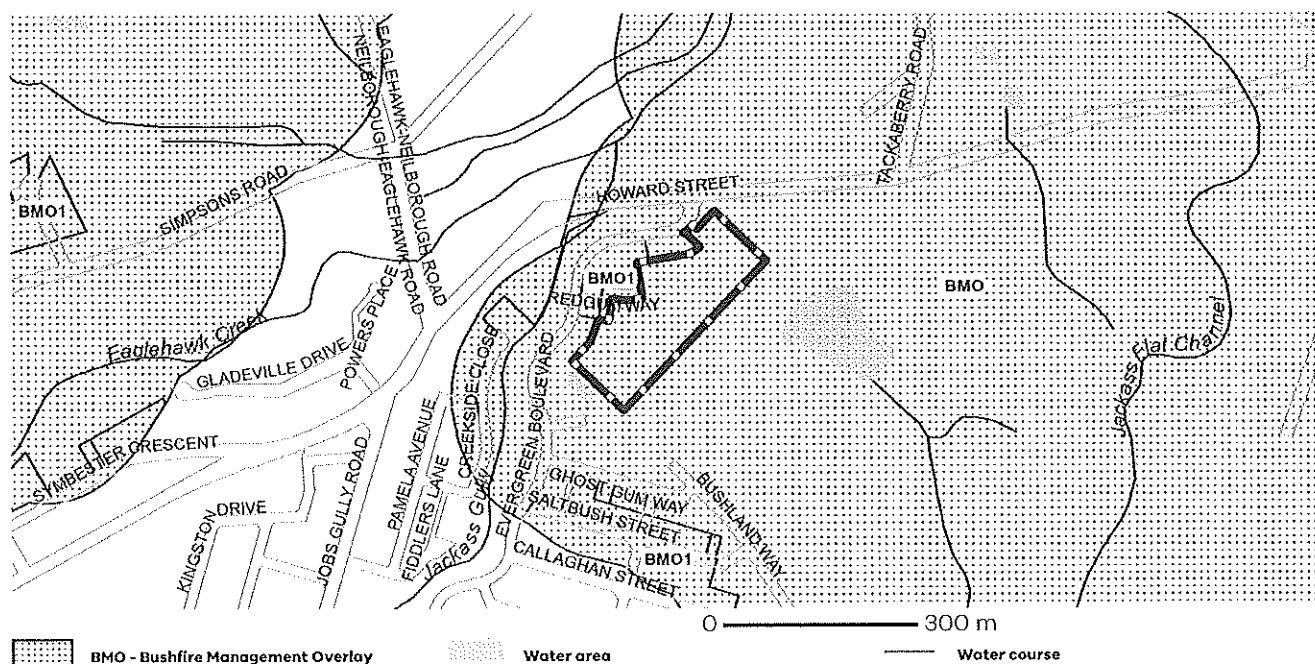 EAGLEHAWK-NEILBOROUGH ROAD
NEILBOROUGH-EAGLEHAWK ROAD
TACKABERRY ROAD
SIMPSONS ROAD
BMO1
HOWARD STREET
BMO1
BMO
POWERS PLACE
Eaglehawk Creek
GLADEVILLE DRIVE
CREEKSIDE CLOSE
EVERGREEN BOULEVARD
Jackass Flat Channel
SYMBESTER CRESCENT
KINGSTON DRIVE
JOBS GULLY ROAD
PAMELA AVENUE
FIDDLERS LANE
GHOST GUM WAY
SALTBUSH STREET
BUSHLAND WAY
BMO1
CALLAGHAN STREET
0 300 m
BMO - Bushfire Management Overlay
Water area
Water course